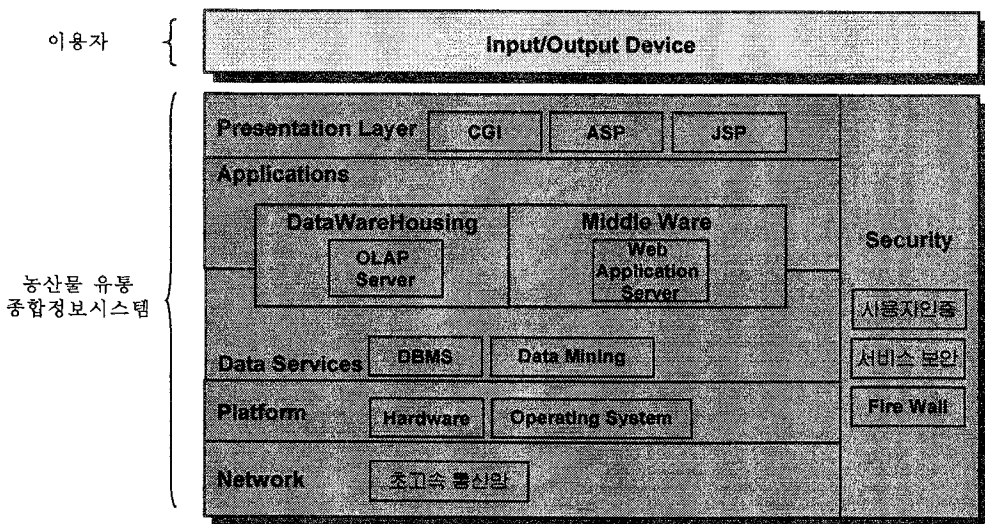 이용자
Input/Output Device
농산물 유통
종합정보시스템
Presentation Layer
CGI
ASP
JSP
Applications
DataWareHousing
OLAP
Server
Middle Ware
Web
Application
Server
Data Services
DBMS
Data Mining
Platform
Hardware
Operating System
Network
초고속 통신망
Security
사용자인증
서비스 보안
Fire Wall